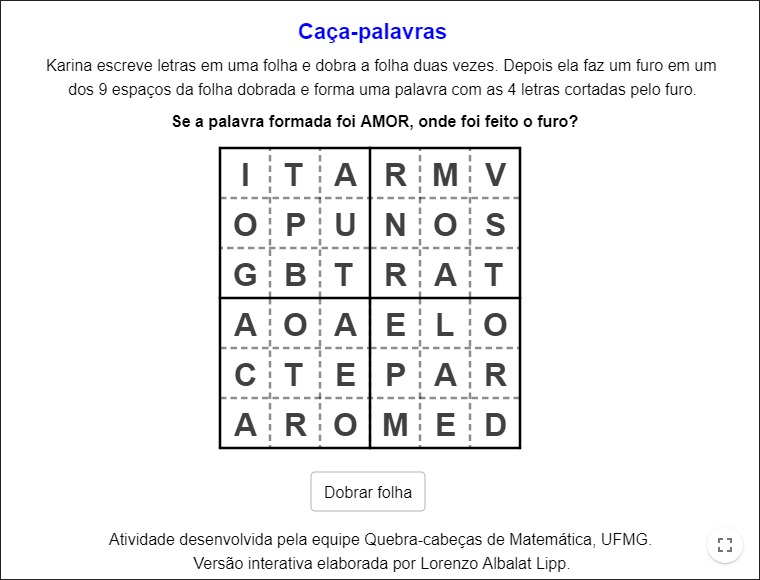 Caça-palavras
Karina escreve letras em uma folha e dobra a folha duas vezes. Depois ela faz um furo em um
dos 9 espaços da folha dobrada e forma uma palavra com as 4 letras cortadas pelo furo.
Se a palavra formada foi AMOR, onde foi feito o furo?
I T A R M V
O P U N O S
G B T R A T
A O A E L O
C T E P A R
A R O M E D
Dobrar folha
Atividade desenvolvida pela equipe Quebra-cabeças de Matemática, UFMG.
Versão interativa elaborada por Lorenzo Albalat Lipp.